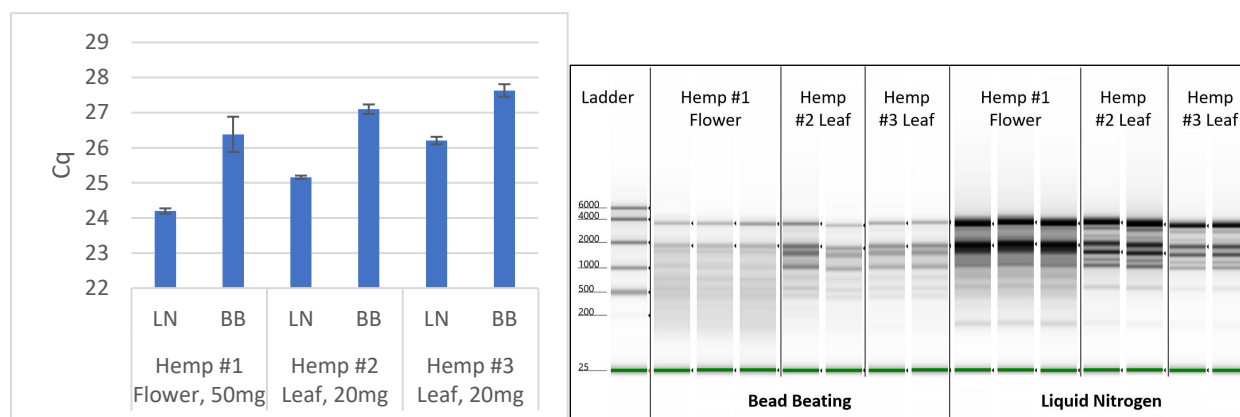 29
28
27
26
25
24
23
22
Cq
LN BB LN BB LN BB
Hemp #1 Hemp #2 Hemp #3
Flower, 50mg Leaf, 20mg Leaf, 20mg
Ladder Hemp #1 Hemp Hemp Hemp #1 Hemp Hemp
Flower #2 Leaf #3 Leaf Flower #2 Leaf #3 Leaf
6000
4000
2000
1000
500
200
25
Bead Beating Liquid Nitrogen